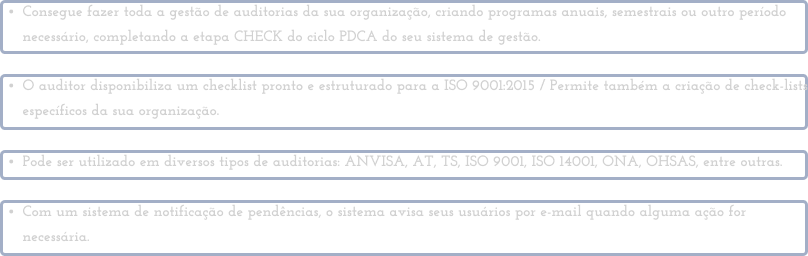 • Consegue fazer toda a gestão de auditorias da sua organização, criando programas anuais, semestrais ou outro período
necessário, completando a etapa CHECK do ciclo PDCA do seu sistema de gestão.
• O auditor disponibiliza um checklist pronto e estruturado para a ISO 9001:2015 / Permite também a criação de check-lists
específicos da sua organização.
• Pode ser utilizado em diversos tipos de auditorias: ANVISA, AT, TS, ISO 9001, ISO 14001, ONA, OHSAS, entre outras.
• Com um sistema de notificação de pendências, o sistema avisa seus usuários por e-mail quando alguma ação for
necessária.